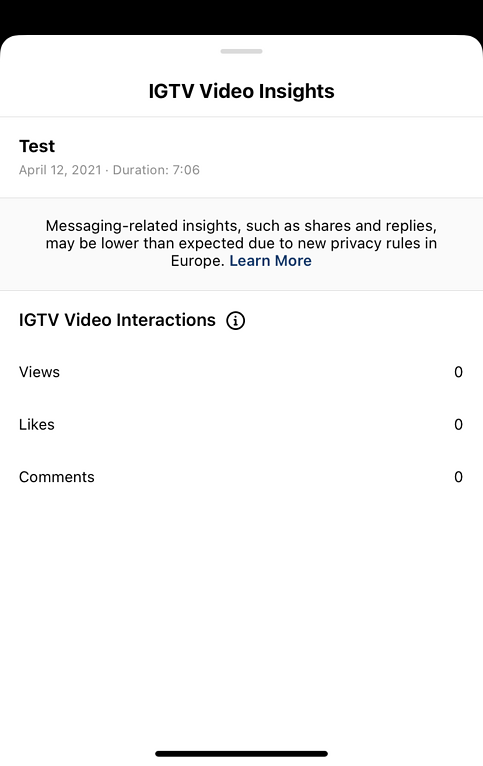 IGTV Video Insights
Test
April 12, 2021 · Duration: 7:06
Messaging-related insights, such as shares and replies,
may be lower than expected due to new privacy rules in
Europe. Learn More
IGTV Video Interactions
Views 0
Likes 0
Comments 0